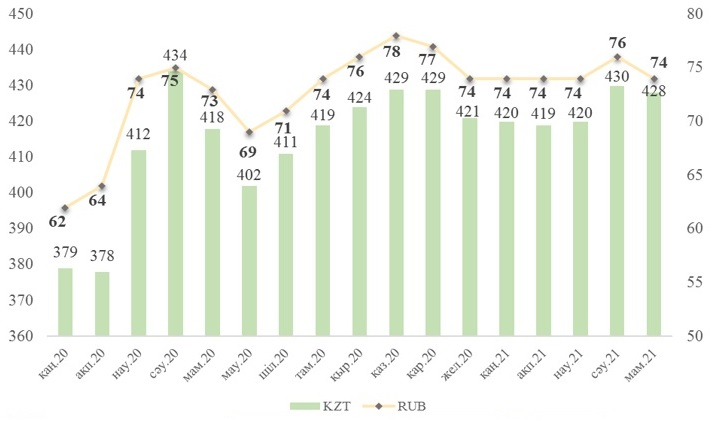 450
440
430
420
410
400
390
380
370
360
80
75
70
65
60
55
50
379
378
412
434
418
402
411
419
424
429
429
421
420
419
420
430
428
62
64
74
75
73
69
71
74
76
78
77
74
74
74
74
76
74
қаң.20
ақп.20
нау.20
сәу.20
мам.20
мау.20
шіл.20
там.20
қыр.20
қаз.20
қар.20
жел.20
қаң.21
ақп.21
нау.21
сәу.21
мам.21
KZT
RUB